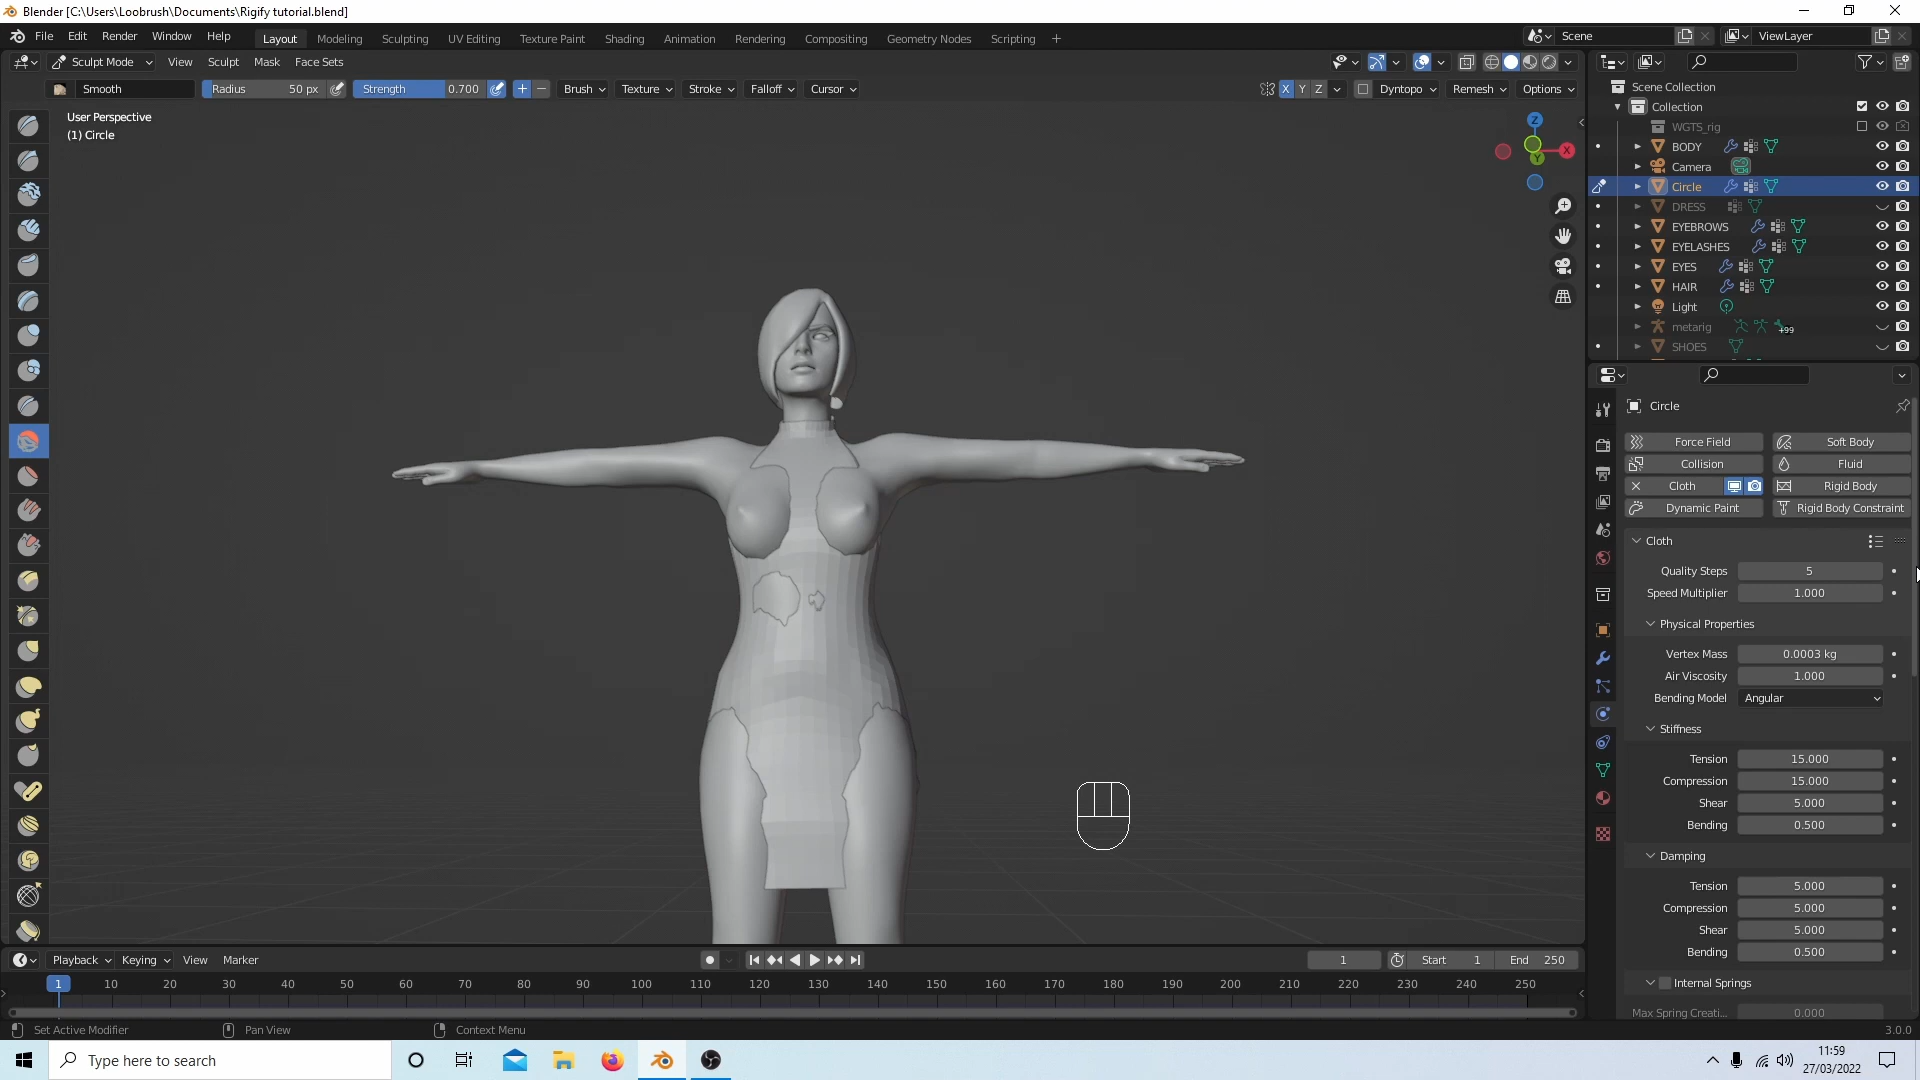 Blender [C:\Users\Loobrush\Documents\Rigify tutorial.blend]
File Edit Render Window Help
Layout Modeling Sculpting UV Editing Texture Paint Shading Animation Rendering Compositing Geometry Nodes Scripting +
Scene
ViewLayer
Sculpt Mode View Sculpt Mask Face Sets
Smooth
Radius 50 px
Strength 0.700
Brush Texture Stroke Falloff Cursor
X Y Z
Dyntopo Remesh Options
User Perspective
(1) Circle
Z
X
Y
Scene Collection
Collection
WGTS_rig
BODY
Camera
Circle
DRESS
EYEBROWS
EYELASHES
EYES
HAIR
Light
metarig
+99
SHOES
Circle
Force Field
Soft Body
Collision
Fluid
Cloth
Rigid Body
Dynamic Paint
Rigid Body Constraint
Cloth
Quality Steps 5
Speed Multiplier 1.000
Physical Properties
Vertex Mass 0.0003 kg
Air Viscosity 1.000
Bending Model Angular
Stiffness
Tension 15.000
Compression 15.000
Shear 5.000
Bending 0.500
Damping
Tension 5.000
Compression 5.000
Shear 5.000
Bending 0.500
Internal Springs
Max Spring Creati... 0.000
Playback Keying View Marker
1
Start 1
End 250
1 10 20 30 40 50 60 70 80 90 100 110 120 130 140 150 160 170 180 190 200 210 220 230 240 250
Set Active Modifier
Pan View
Context Menu
3.0.0
Type here to search
11:59
27/03/2022